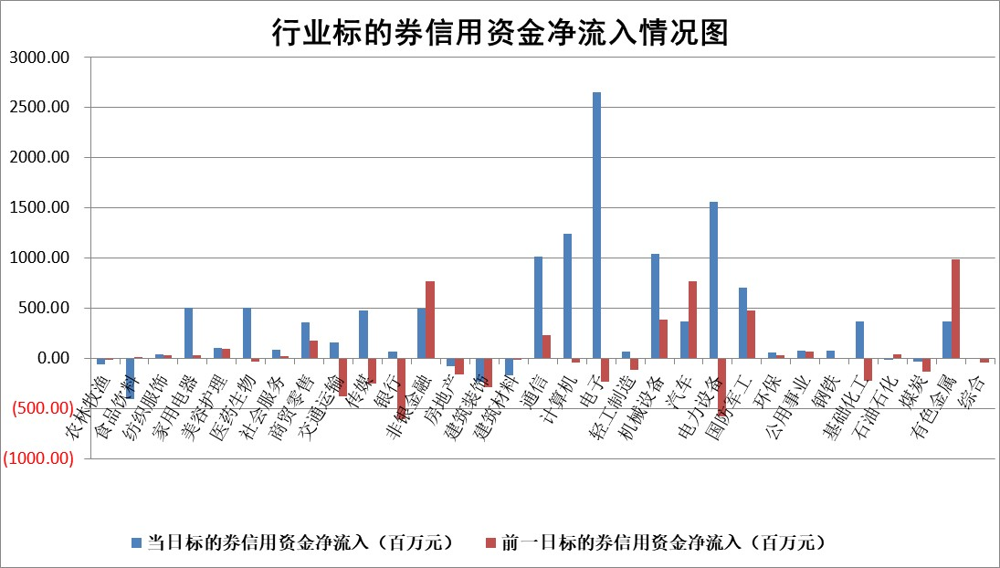 行业标的券信用资金净流入情况图
3000.00
2500.00
2000.00
1500.00
1000.00
500.00
0.00
(500.00)
(1000.00)
农林牧渔
食品饮料
纺织服饰
家用电器
美容护理
医药生物
社会服务
商贸零售
交通运输
传媒
银行
非银金融
房地产
建筑装饰
建筑材料
通信
计算机
电子
轻工制造
机械设备
汽车
电力设备
国防军工
环保
公用事业
钢铁
基础化工
石油石化
煤炭
有色金属
综合
当日标的券信用资金净流入（百万元）
前一日标的券信用资金净流入（百万元）